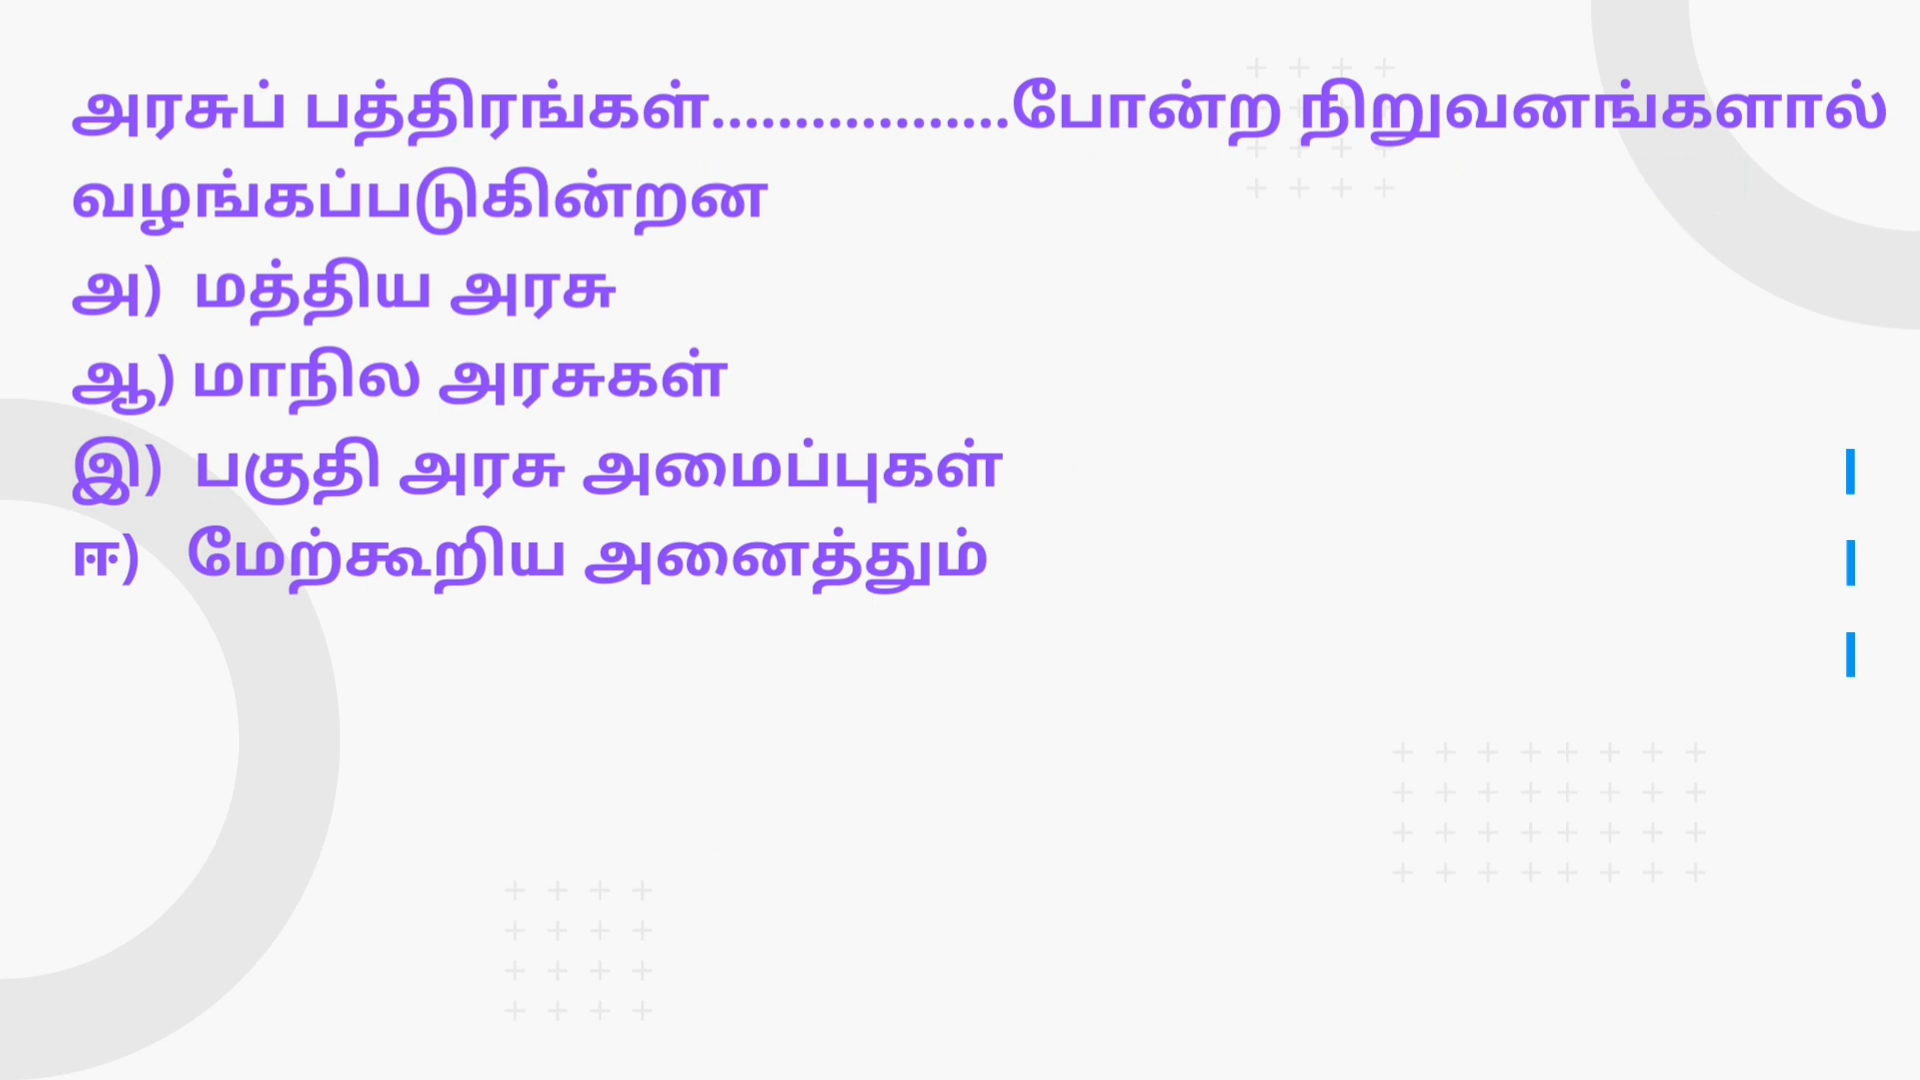 அரசுப் பத்திரங்கள்..................போன்ற நிறுவனங்களால்
வழங்கப்படுகின்றன
அ) மத்திய அரசு
ஆ) மாநில அரசுகள்
இ) பகுதி அரசு அமைப்புகள்
ஈ) மேற்கூறிய அனைத்தும்